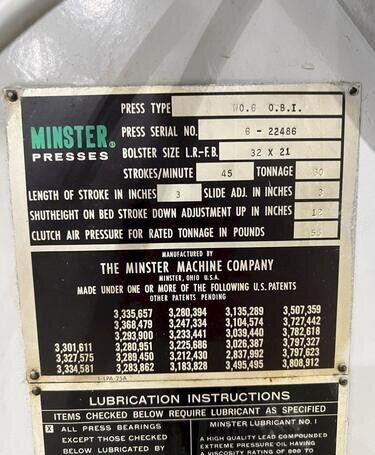 MINSTER®
PRESSES
PRESS TYPE NO.6 O.B.I.
PRESS SERIAL NO. 6 - 22486
BOLSTER SIZE L.R.-F.B. 32 X 21
STROKES/MINUTE 45 TONNAGE
LENGTH OF STROKE IN INCHES 3 SLIDE ADJ. IN INCHES
SHUTHEIGHT ON BED STROKE DOWN ADJUSTMENT UP IN INCHES
CLUTCH AIR PRESSURE FOR RATED TONNAGE IN POUNDS
MANUFACTURED BY
THE MINSTER MACHINE COMPANY
MINSTER, OHIO U.S.A.
MADE UNDER ONE OR MORE OF THE FOLLOWING U.S. PATENTS
OTHER PATENTS PENDING
3,335,657 3,280,394 3,135,289 3,507,359
3,368,479 3,247,334 3,104,574 3,727,442
3,293,900 3,233,441 3,039,440 3,782,618
3,301,611 3,280,951 3,225,686 3,026,387 3,797,327
3,327,575 3,289,450 3,212,430 2,837,992 3,797,623
3,334,581 3,283,862 3,183,828 3,495,495 3,808,912
LUBRICATION INSTRUCTIONS
ITEMS CHECKED BELOW REQUIRE LUBRICANT AS SPECIFIED
X ALL PRESS BEARINGS
EXCEPT THOSE CHECKED
BELOW LUBRICATED BY
MINSTER LUBRICANT NO. I
A HIGH QUALITY LEAD COMPOUNDED
EXTREME PRESSURE OIL HAVING
A VISCOSITY RATING OF 800 TO